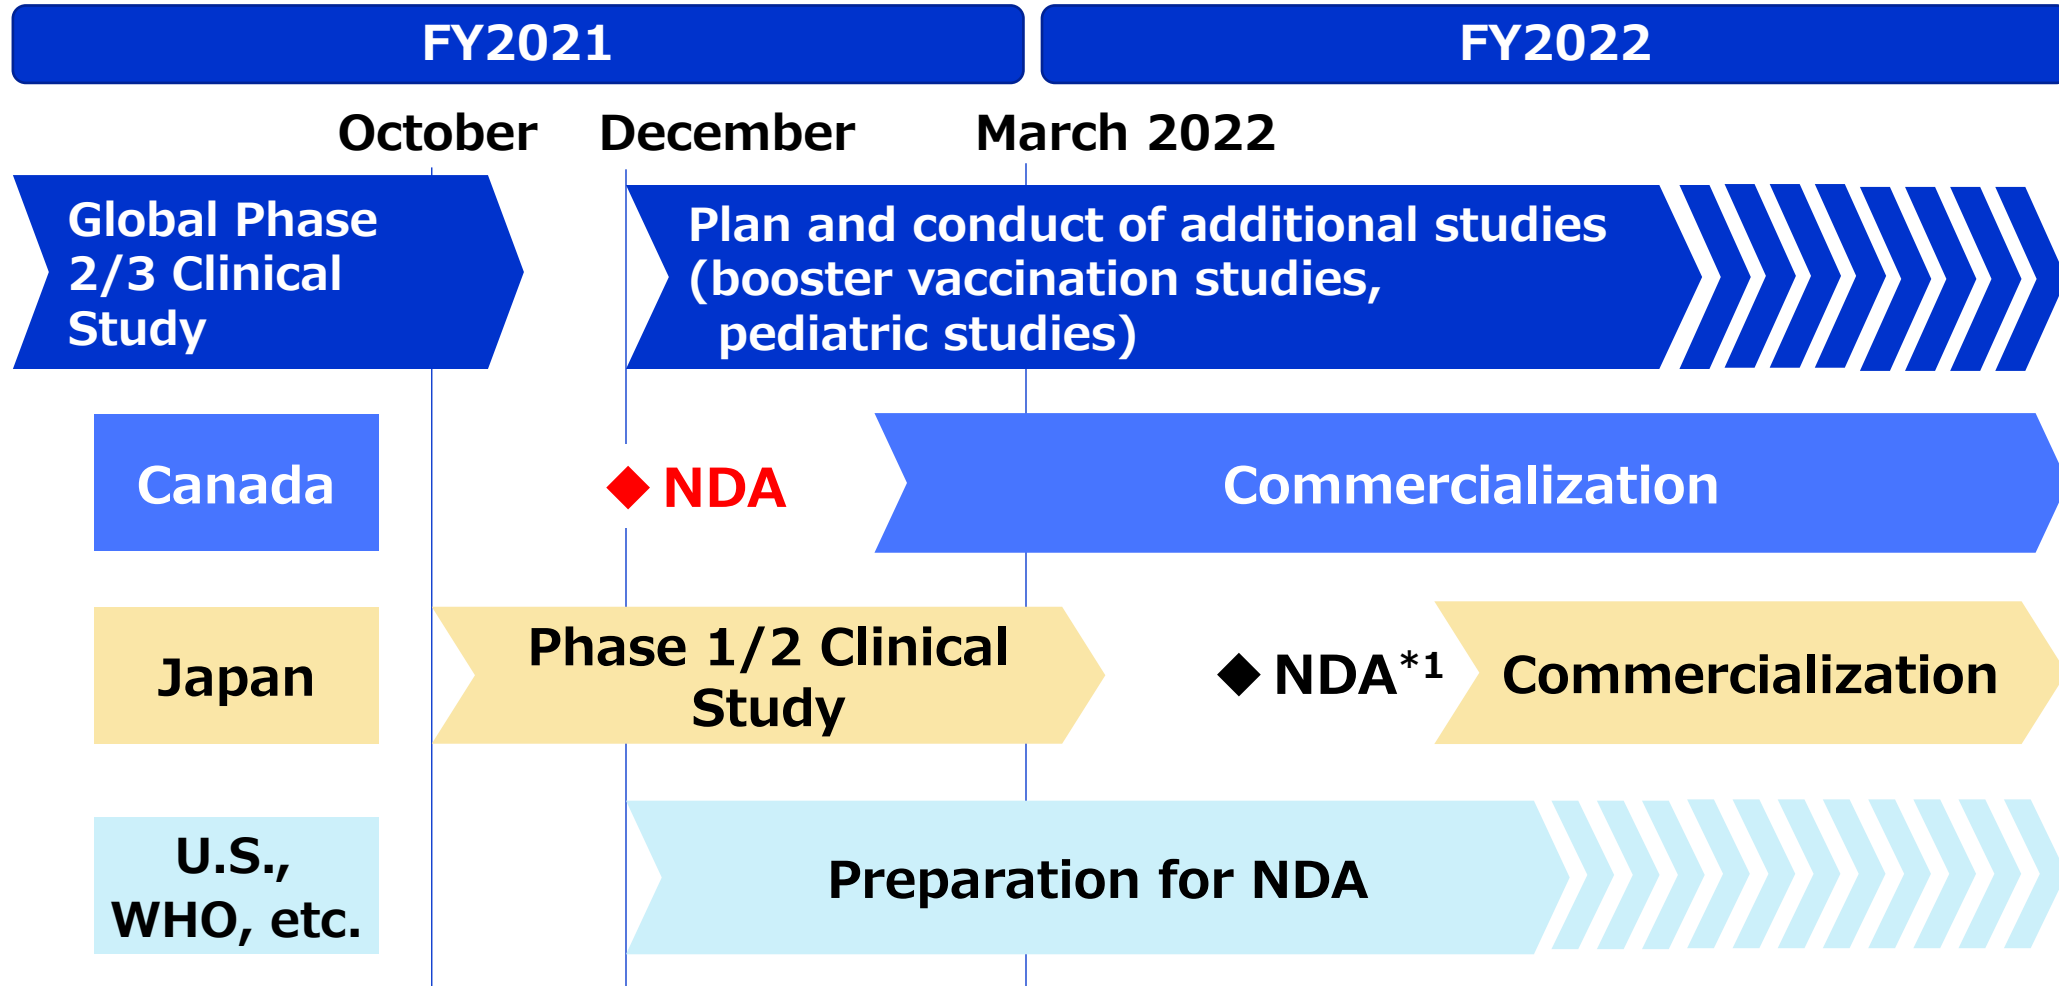 FY2021
FY2022
October
December
March 2022
Global Phase
2/3 Clinical
Study
Plan and conduct of additional studies
(booster vaccination studies,
pediatric studies)
Canada
◆ NDA
Commercialization
Japan
Phase 1/2 Clinical
Study
◆ NDA*1
Commercialization
U.S.,
WHO, etc.
Preparation for NDA